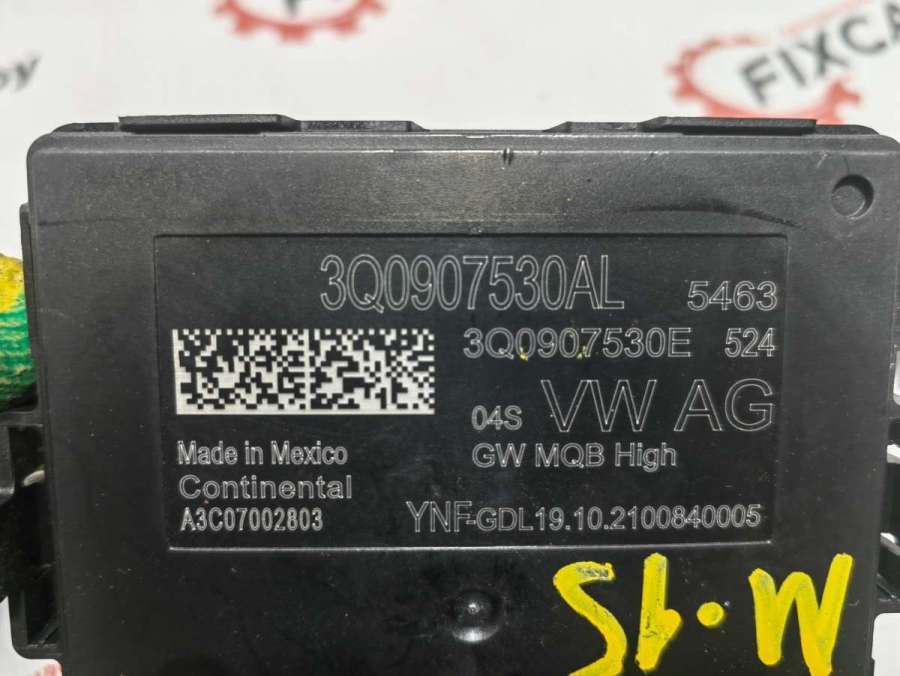 FIXCA
3Q0907530AL 5463
3Q0907530E 524
04S VW AG
GW MQB High
Made in Mexico
Continental
A3C07002803
YNF-GDL19.10.2100840005
M.15